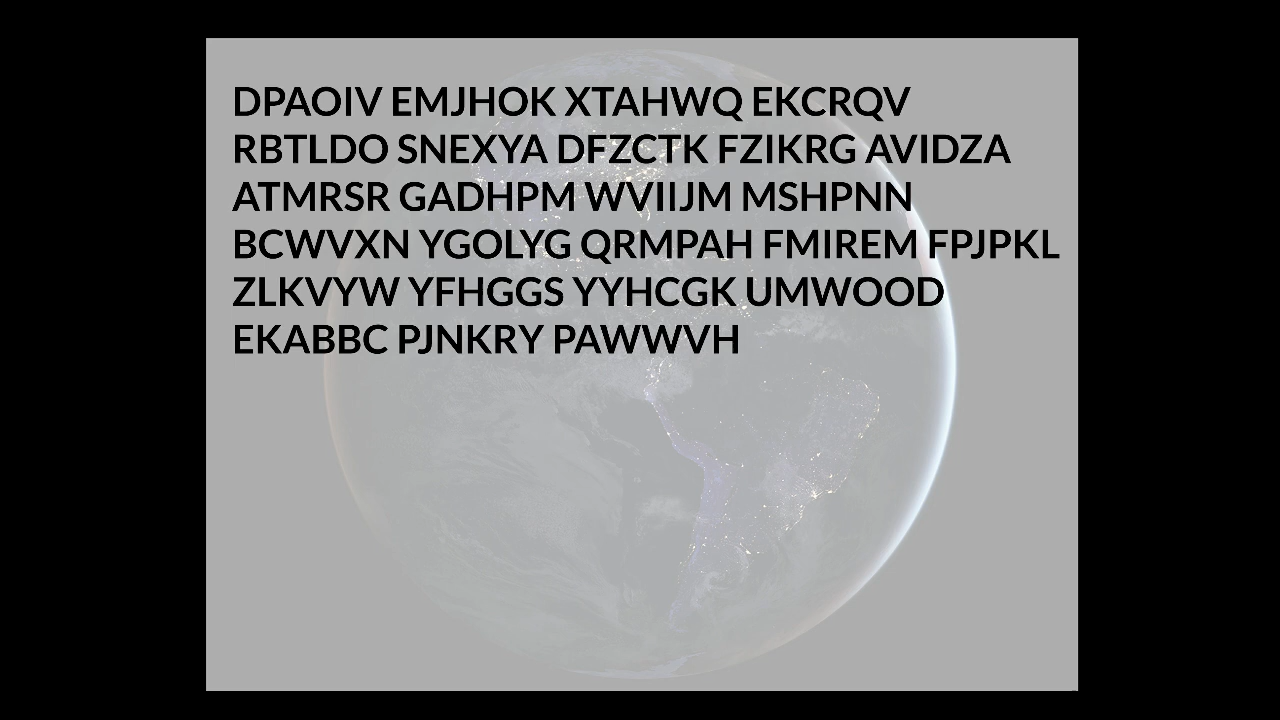 DPAOIV EMJHOK XTAHWQ EKCRQV
RBTLDO SNEXYA DFZCTK FZIKRG AVIDZA
ATMRSR GADHPM WVIIJM MSHPNN
BCWVXN YGOLYG QRMPAH FMIREM FPJPKL
ZLKVYW YFHGGS YYHCGK UMWOOD
EKABBC PJNKRY PAWWVH